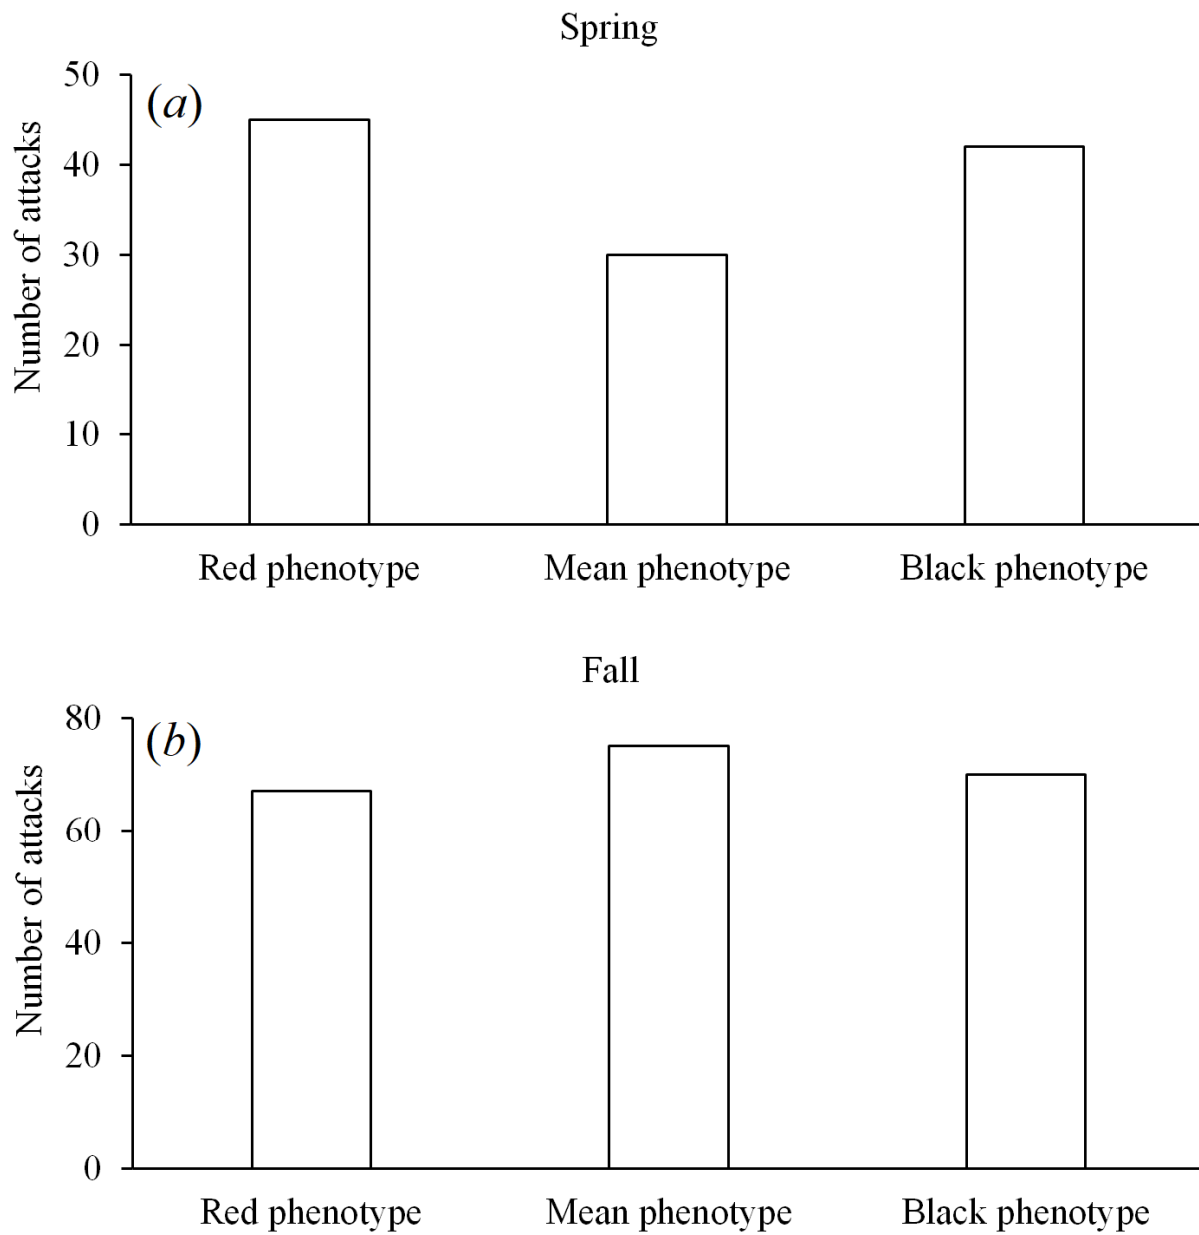 Spring
(a)
Number of attacks
50
40
30
20
10
0
Red phenotype
Mean phenotype
Black phenotype
Fall
(b)
Number of attacks
80
60
40
20
0
Red phenotype
Mean phenotype
Black phenotype